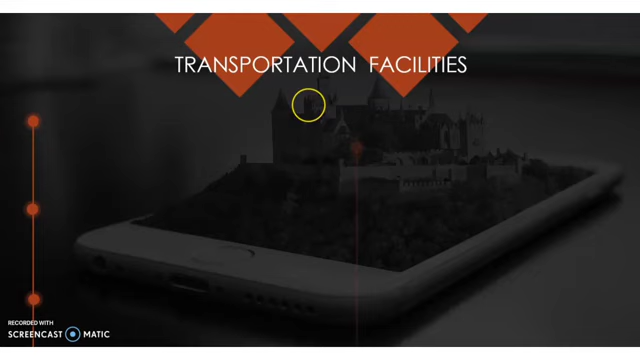 TRANSPORTATION FACILITIES
RECORDED WITH
SCREENCAST MATIC